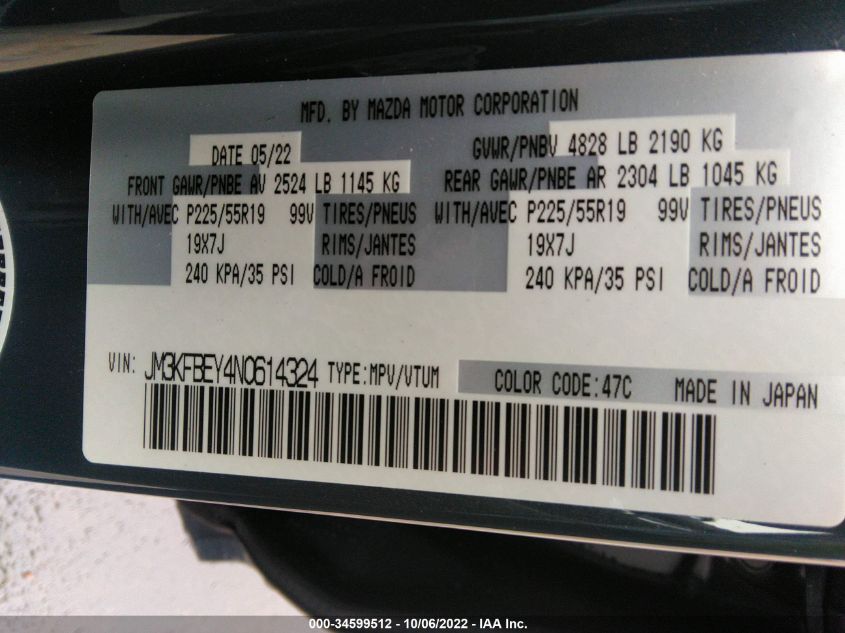 MFD. BY MAZDA MOTOR CORPORATION
DATE 05/22 GVWR/PNBV 4828 LB 2190 KG
FRONT GAWR/PNBE AV 2524 LB 1145 KG REAR GAWR/PNBE AR 2304 LB 1045 KG
WITH/AVEC P225/55R19 99V TIRES/PNEUS WITH/AVEC P225/55R19 99V TIRES/PNEUS
19X7J RIMS/JANTES 19X7J RIMS/JANTES
240 KPA/35 PSI COLD/A FROID 240 KPA/35 PSI COLD/A FROID
VIN: JM3KFBEY4N0614324 TYPE:MPV/VTUM COLOR CODE:47C MADE IN JAPAN
000-34599512 - 10/06/2022 - IAA Inc.